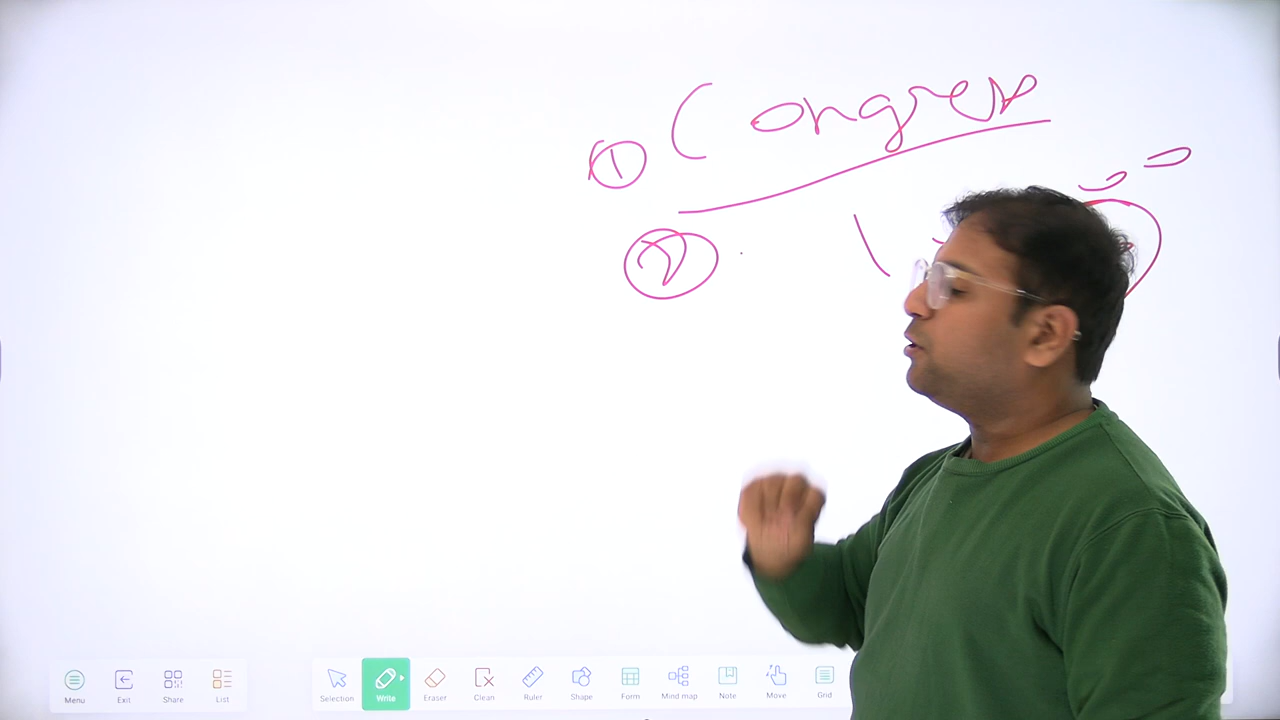 ① Congress
②
Menu Exit Share List Selection Write Eraser Clean Ruler Shape Form Mind map Note Move Grid